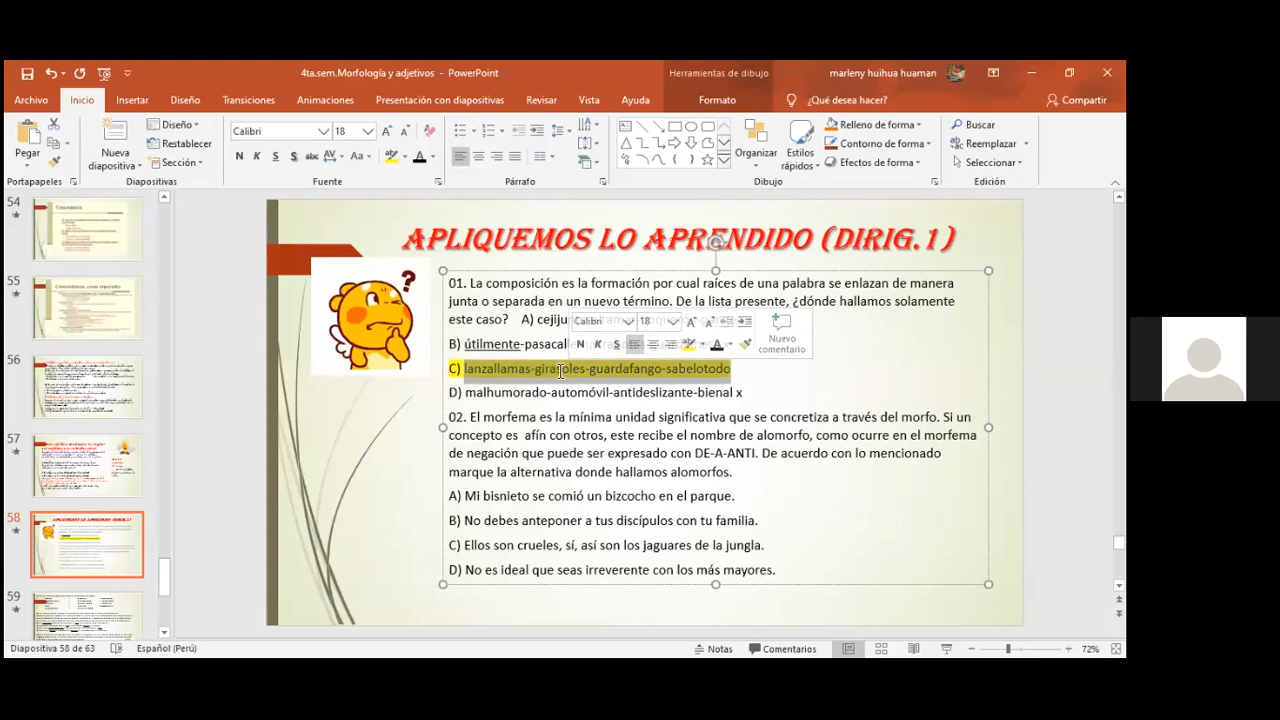 4ta.sem.Morfología y adjetivos - PowerPoint
Herramientas de dibujo
marleny huihua huaman
Archivo Inicio Insertar Diseño Transiciones Animaciones Presentación con diapositivas Revisar Vista Ayuda Formato ¿Qué desea hacer? Compartir
Pegar
Nueva diapositiva
Diseño
Restablecer
Sección
Calibri 18
N K S S abc AV Aa A
Organizar
Estilos rápidos
Relleno de forma
Contorno de forma
Efectos de forma
Buscar
Reemplazar
Seleccionar
Portapapeles Diapositivas Fuente Párrafo Dibujo Edición
54
55
56
57
58
59
APLIQUEMOS LO APRENDIDO (DIRIG.1)
01. La composición es la formación por cual raíces de una palabra se enlazan de manera
junta o separada en un nuevo término. De la lista presente, ¿dónde hallamos solamente
este caso? A) cejiju
Calibri 18
N K S A
Nuevo comentario
B) útilmente-pasacal
C) lanzallamas-girasoles-guardafango-sabelotodo
D) malhumorado-automóvil-antideslizante-bienal x
02. El morfema es la mínima unidad significativa que se concretiza a través del morfo. Si un
concepto es afín con otros, este recibe el nombre de alomorfo, como ocurre en el morfema
de negación que puede ser expresado con DE-A-ANTI. De acuerdo con lo mencionado
marque la alternativa donde hallamos alomorfos.
A) Mi bisnieto se comió un bizcocho en el parque.
B) No debes anteponer a tus discípulos con tu familia.
C) Ellos son crueles, sí, así son los jaguares de la jungla.
D) No es ideal que seas irreverente con los más mayores.
Diapositiva 58 de 63 Español (Perú) Notas Comentarios 72%